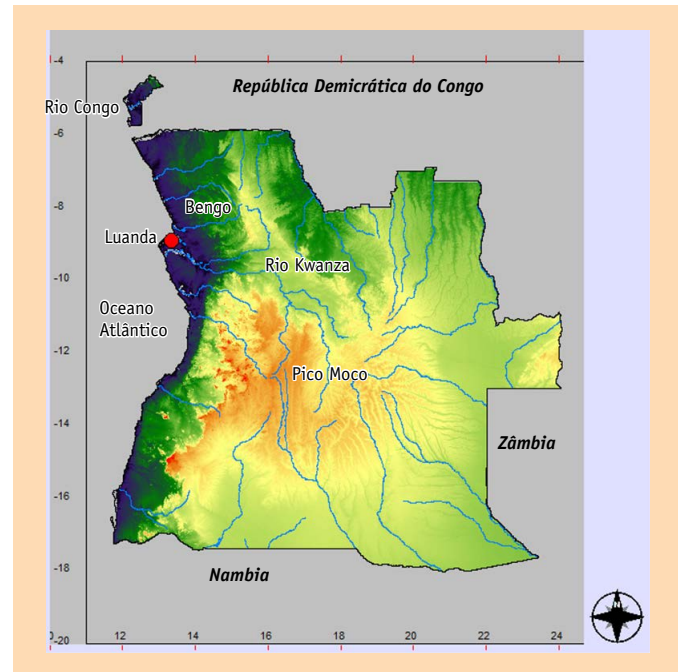 -4
República Demicrática do Congo
Rio Congo
-6
-8
Bengo
Luanda
Rio Kwanza
-10
Oceano
Atlântico
-12
Pico Moco
-14
Zâmbia
-16
-18
Nambia
-20
0 12 14 16 18 20 22 24